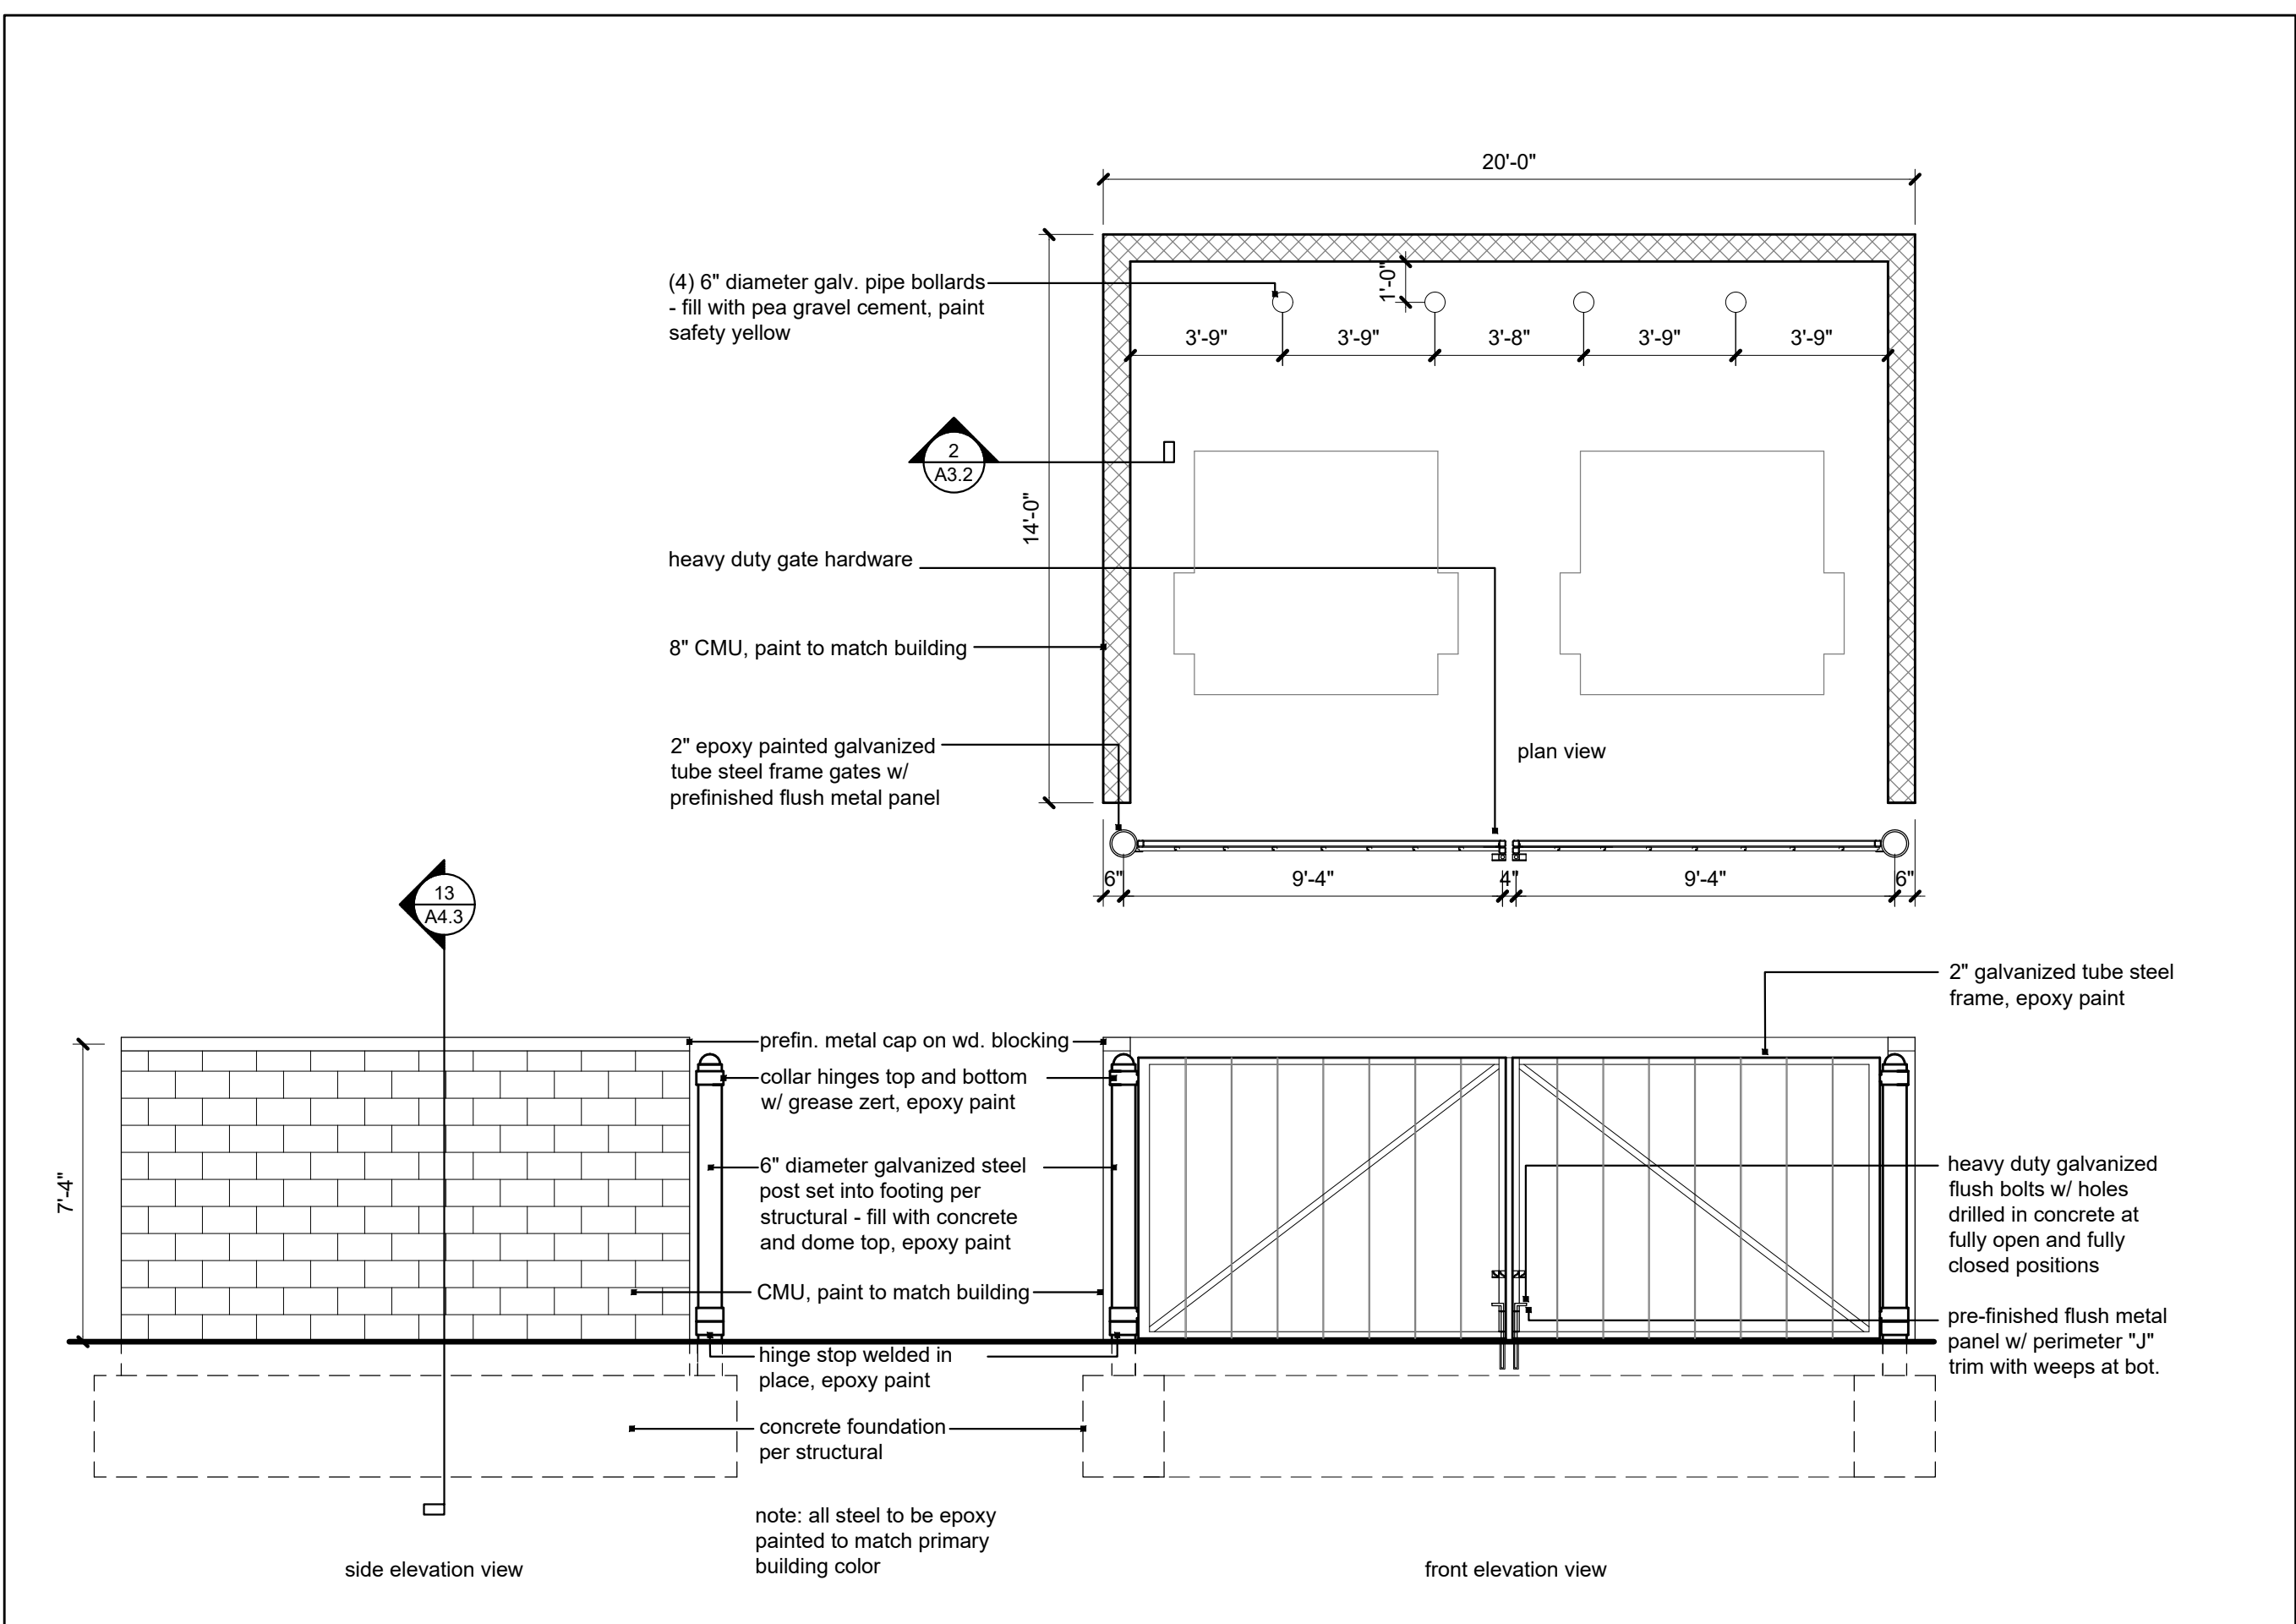 20'-0"
(4) 6" diameter galv. pipe bollards
- fill with pea gravel cement, paint
safety yellow
1'-0"
3'-9"
3'-9"
3'-8"
3'-9"
3'-9"
2
A3.2
14'-0"
heavy duty gate hardware
8" CMU, paint to match building
2" epoxy painted galvanized
tube steel frame gates w/
prefinished flush metal panel
plan view
6"
9'-4"
4"
9'-4"
6"
13
A4.3
2" galvanized tube steel
frame, epoxy paint
prefin. metal cap on wd. blocking
collar hinges top and bottom
w/ grease zert, epoxy paint
7'-4"
6" diameter galvanized steel
post set into footing per
structural - fill with concrete
and dome top, epoxy paint
heavy duty galvanized
flush bolts w/ holes
drilled in concrete at
fully open and fully
closed positions
CMU, paint to match building
pre-finished flush metal
panel w/ perimeter "J"
trim with weeps at bot.
hinge stop welded in
place, epoxy paint
concrete foundation
per structural
note: all steel to be epoxy
painted to match primary
building color
side elevation view
front elevation view